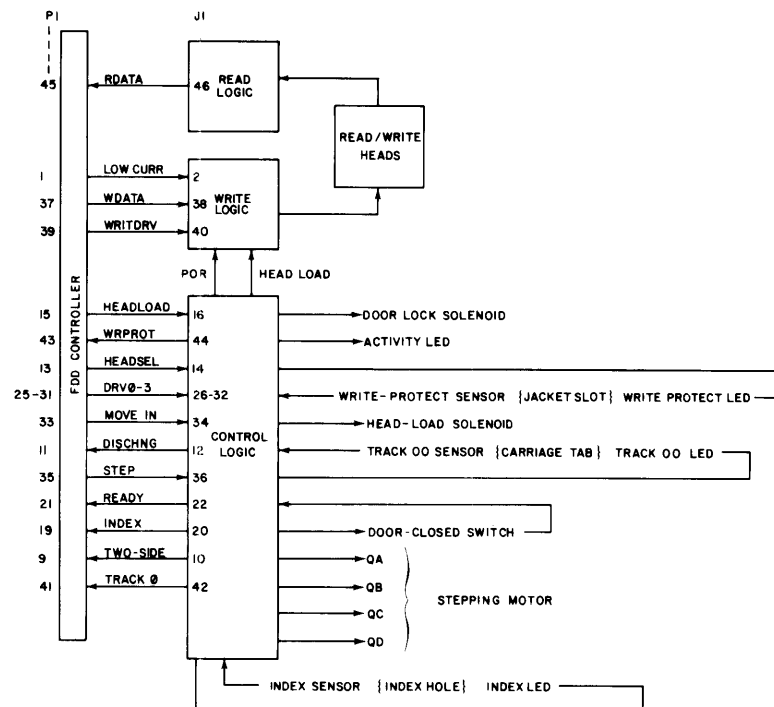 P1 J1
45 RDATA 46 READ LOGIC
READ/WRITE HEADS
1 LOW CURR 2
37 WDATA 38 WRITE LOGIC
39 WRITDRV 40
POR HEAD LOAD
FDD CONTROLLER
CONTROL LOGIC
15 HEADLOAD 16 DOOR LOCK SOLENOID
43 WRPROT 44 ACTIVITY LED
13 HEADSEL 14
25-31 DRVØ-3 26-32 WRITE-PROTECT SENSOR {JACKET SLOT} WRITE PROTECT LED
33 MOVE IN 34 HEAD-LOAD SOLENOID
11 DISCHNG 12 TRACK OO SENSOR {CARRIAGE TAB} TRACK OO LED
35 STEP 36
21 READY 22
19 INDEX 20 DOOR-CLOSED SWITCH
9 TWO-SIDE 10 QA
41 TRACK Ø 42 QB
STEPPING MOTOR
QC
QD
INDEX SENSOR {INDEX HOLE} INDEX LED